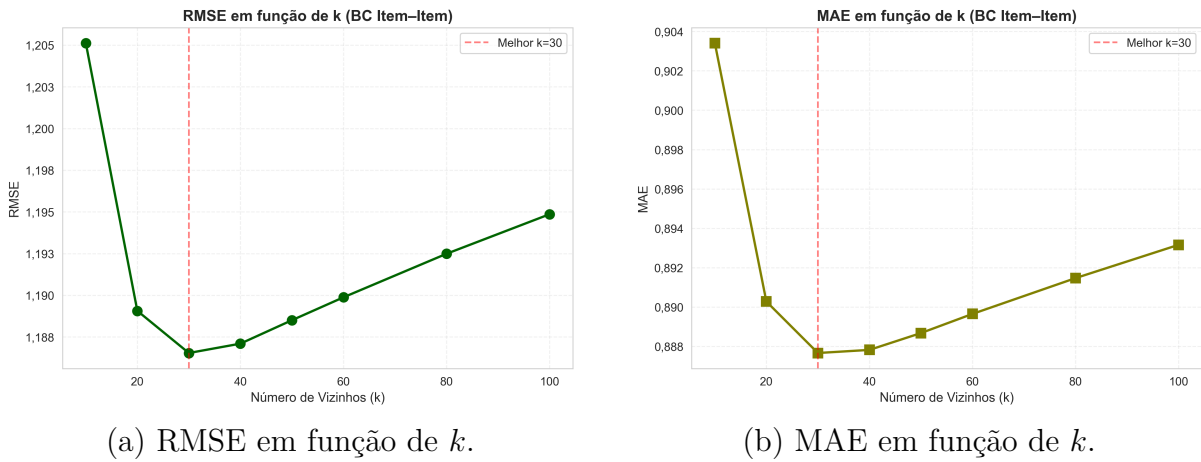 RMSE em função de k (BC Item–Item)
Melhor k=30
1,205
1,203
1,200
1,198
1,195
1,193
1,190
1,188
RMSE
20 40 60 80 100
Número de Vizinhos (k)
(a) RMSE em função de k.
MAE em função de k (BC Item–Item)
Melhor k=30
0,904
0,902
0,900
0,898
0,896
0,894
0,892
0,890
0,888
MAE
20 40 60 80 100
Número de Vizinhos (k)
(b) MAE em função de k.